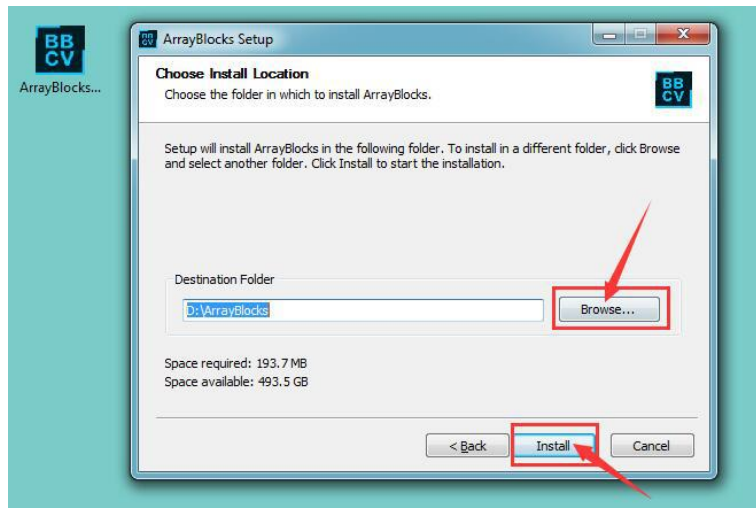 BB
CV
ArrayBlocks...
BB
CV
ArrayBlocks Setup
Choose Install Location
Choose the folder in which to install ArrayBlocks.
BB
CV
Setup will install ArrayBlocks in the following folder. To install in a different folder, click Browse
and select another folder. Click Install to start the installation.
Destination Folder
D:\ArrayBlocks
Browse...
Space required: 193.7 MB
Space available: 493.5 GB
< Back
Install
Cancel